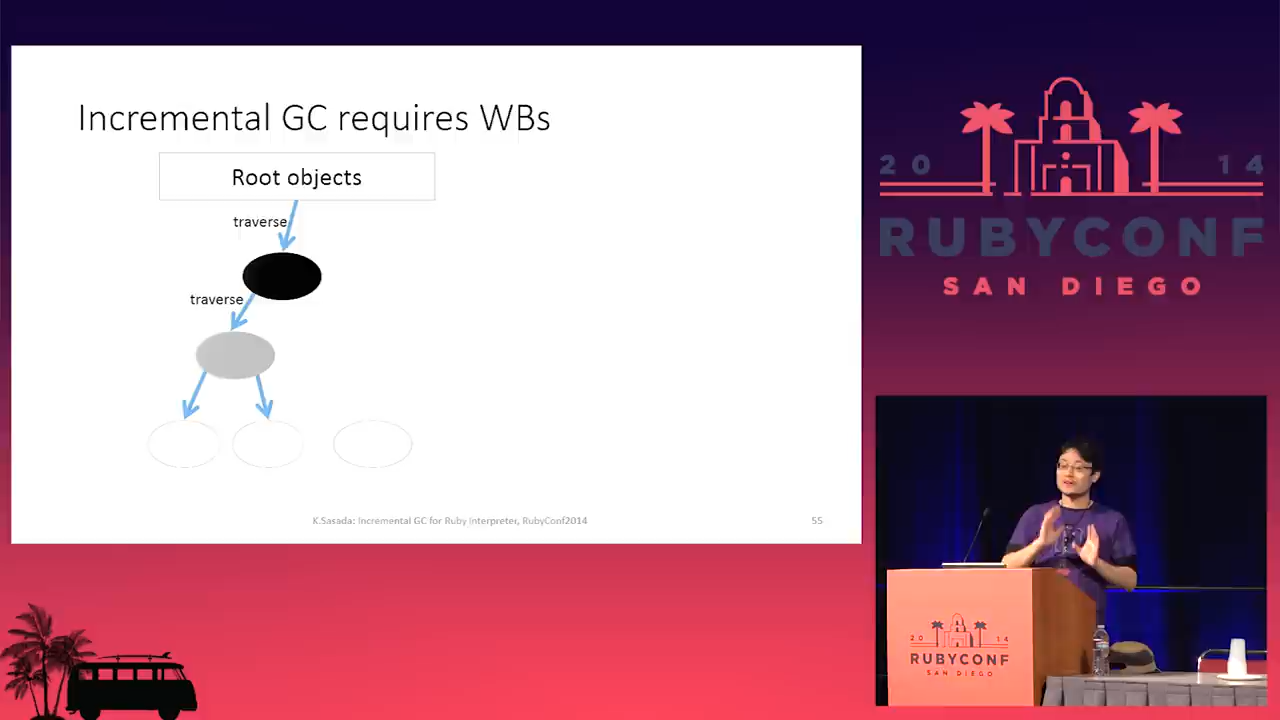 Incremental GC requires WBs
Root objects
traverse
traverse
K.Sasada: Incremental GC for Ruby Interpreter, RubyConf2014
55
20 14
RUBYCONF
SAN DIEGO
20 14
RUBYCONF
SAN DIEGO